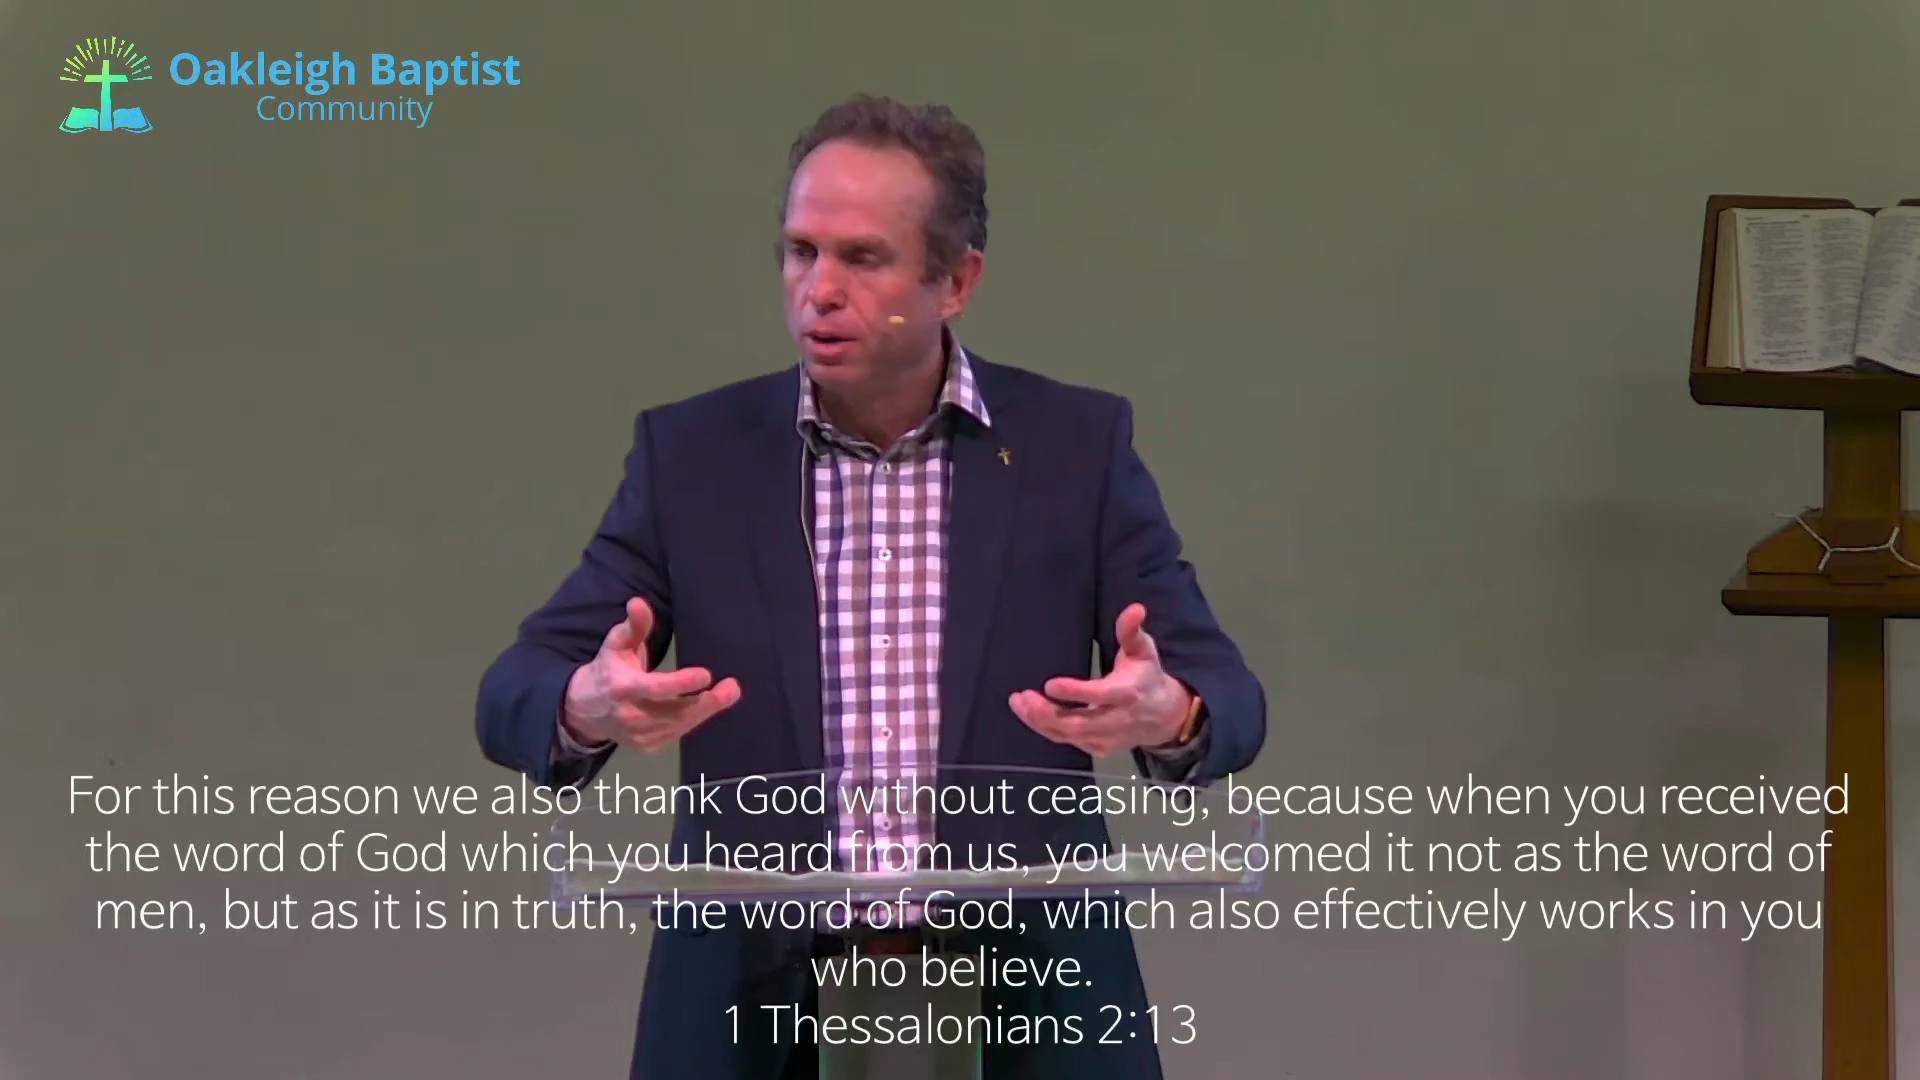 Oakleigh Baptist
Community
For this reason we also thank God without ceasing, because when you received
the word of God which you heard from us, you welcomed it not as the word of
men, but as it is in truth, the word of God, which also effectively works in you
who believe.
1 Thessalonians 2:13